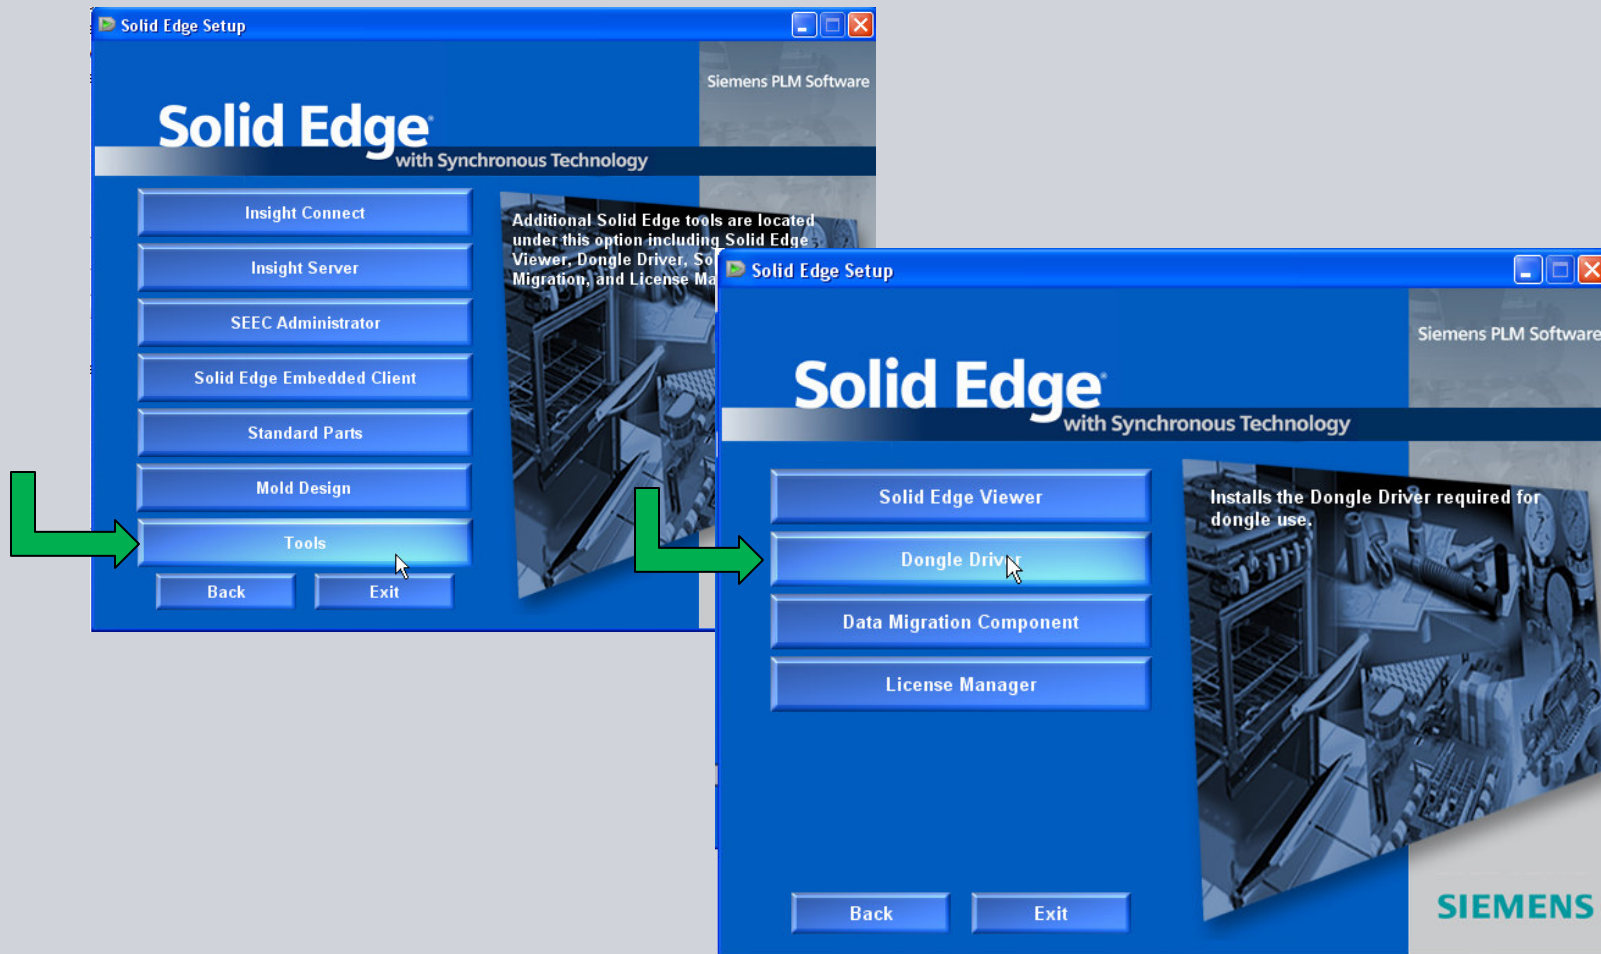 Solid Edge Setup
Siemens PLM Software
Solid Edge
with Synchronous Technology
Insight Connect
Insight Server
SEEC Administrator
Solid Edge Embedded Client
Standard Parts
Mold Design
Tools
Back
Exit
Additional Solid Edge tools are located
under this option including Solid Edge
Viewer, Dongle Driver, So
Migration, and License Ma
Solid Edge Setup
Siemens PLM Software
Solid Edge
with Synchronous Technology
Solid Edge Viewer
Dongle Driver
Data Migration Component
License Manager
Installs the Dongle Driver required for
dongle use.
Back
Exit
SIEMENS